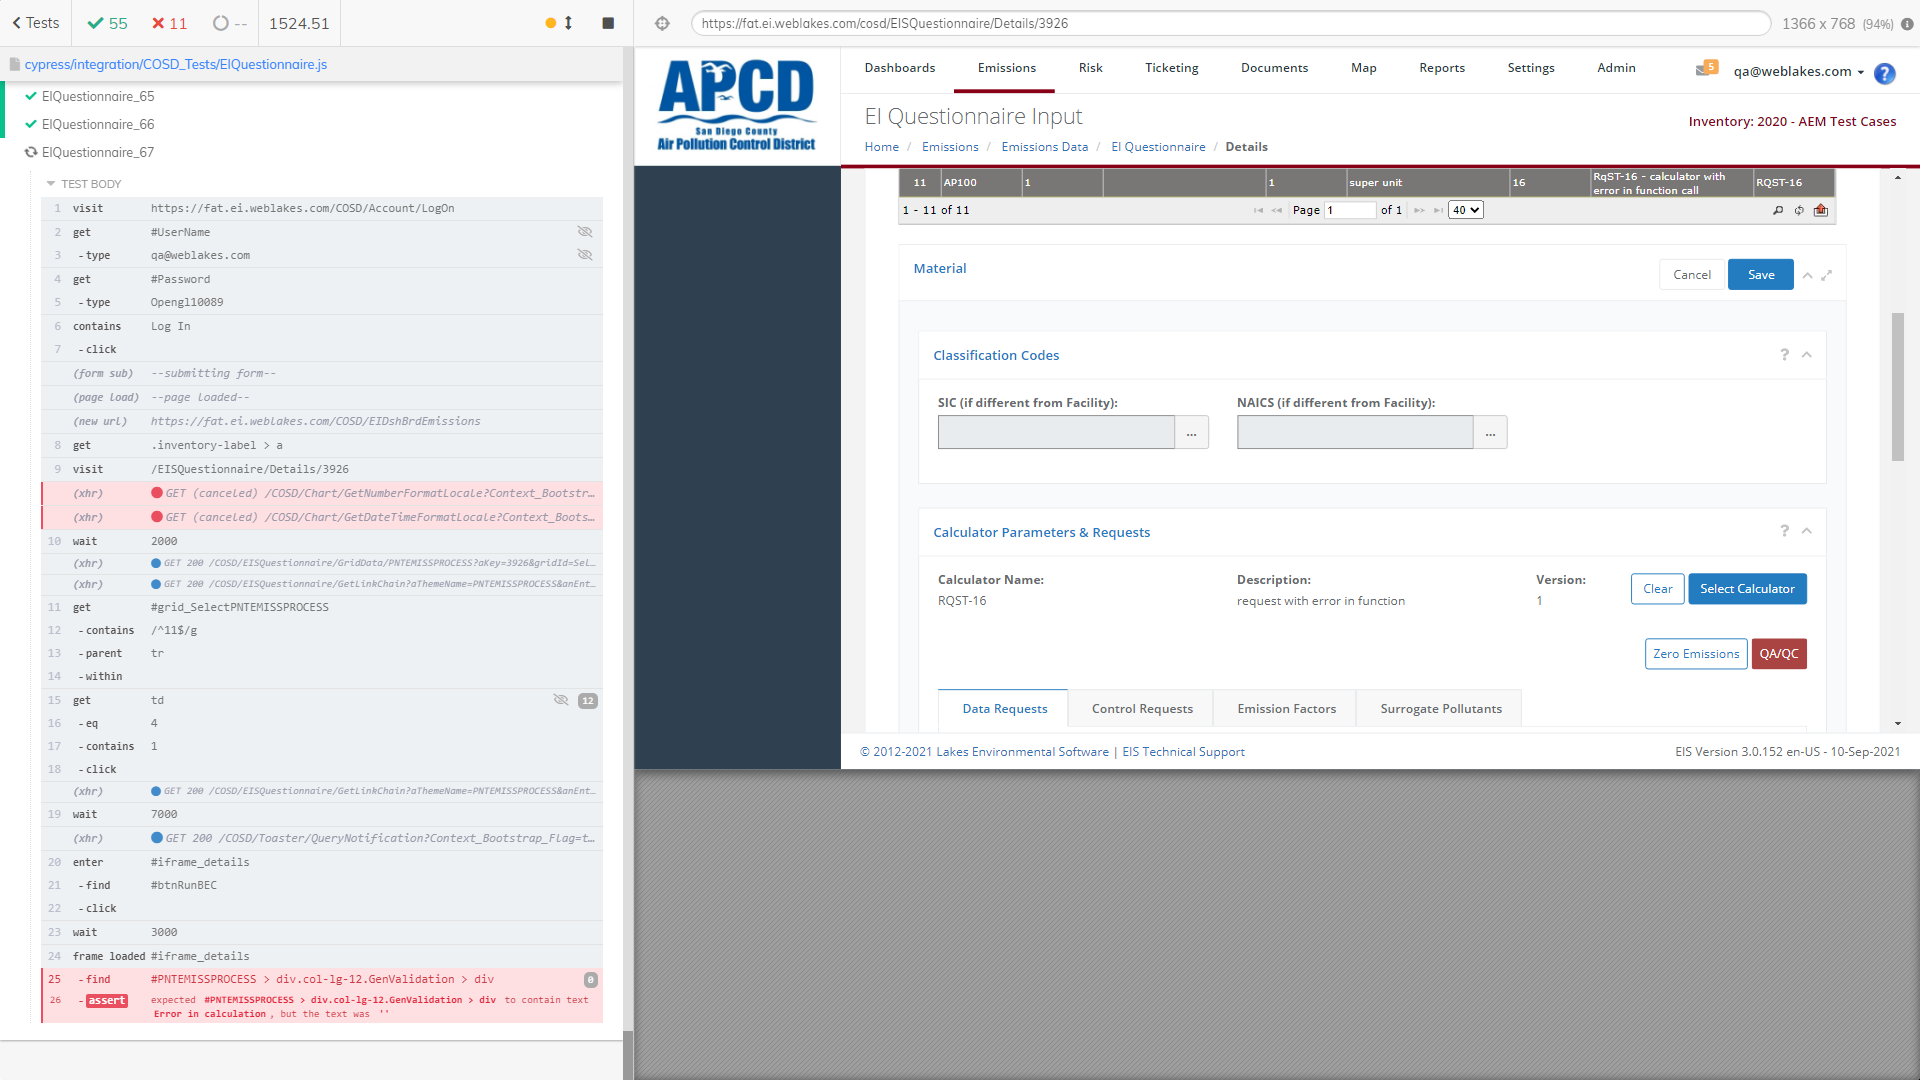 Tests 55 11 -- 1524.51
cypress/integration/COSD_Tests/EIQuestionnaire.js
EIQuestionnaire_65
EIQuestionnaire_66
EIQuestionnaire_67
TEST BODY
1 visit https://fat.ei.weblakes.com/COSD/Account/LogOn
2 get #UserName
3 -type qa@weblakes.com
4 get #Password
5 -type Opengl10089
6 contains Log In
7 -click
(form sub) --submitting form--
(page load) --page loaded--
(new url) https://fat.ei.weblakes.com/COSD/EIDshBrdEmissions
8 get .inventory-label > a
9 visit /EISQuestionnaire/Details/3926
(xhr) GET (canceled) /COSD/Chart/GetNumberFormatLocale?Context_Bootstr...
(xhr) GET (canceled) /COSD/Chart/GetDateTimeFormatLocale?Context_Boots...
10 wait 2000
(xhr) GET 200 /COSD/EISQuestionnaire/GridData/PNTEMISSPROCESS?aKey=3926&gridId=Sel...
(xhr) GET 200 /COSD/EISQuestionnaire/GetLinkChain?aThemeName=PNTEMISSPROCESS&anEnt...
11 get #grid_SelectPNTEMISSPROCESS
12 -contains /^11$/g
13 -parent tr
14 -within
15 get td 12
16 -eq 4
17 -contains 1
18 -click
(xhr) GET 200 /COSD/EISQuestionnaire/GetLinkChain?aThemeName=PNTEMISSPROCESS&anEnt...
19 wait 7000
(xhr) GET 200 /COSD/Toaster/QueryNotification?Context_Bootstrap_Flag=t...
20 enter #iframe_details
21 -find #btnRunBEC
22 -click
23 wait 3000
24 frame loaded #iframe_details
25 -find #PNTEMISSPROCESS > div.col-lg-12.GenValidation > div 0
26 -assert expected #PNTEMISSPROCESS > div.col-lg-12.GenValidation > div to contain text
Error in calculation, but the text was ''
https://fat.ei.weblakes.com/cosd/EISQuestionnaire/Details/3926
1366 x 768 (94%)
APCD
San Diego County
Air Pollution Control District
Dashboards Emissions Risk Ticketing Documents Map Reports Settings Admin 5 qa@weblakes.com ?
EI Questionnaire Input
Inventory: 2020 - AEM Test Cases
Home / Emissions / Emissions Data / EI Questionnaire / Details
11 AP100 1 1 super unit 16 RqST-16 - calculator with error in function call RQST-16
1 - 11 of 11 Page 1 of 1 40
Material Cancel Save
Classification Codes ?
SIC (if different from Facility): NAICS (if different from Facility):
... ...
Calculator Parameters & Requests ?
Calculator Name: Description: Version:
RQST-16 request with error in function 1
Clear Select Calculator
Zero Emissions QA/QC
Data Requests Control Requests Emission Factors Surrogate Pollutants
© 2012-2021 Lakes Environmental Software | EIS Technical Support EIS Version 3.0.152 en-US - 10-Sep-2021